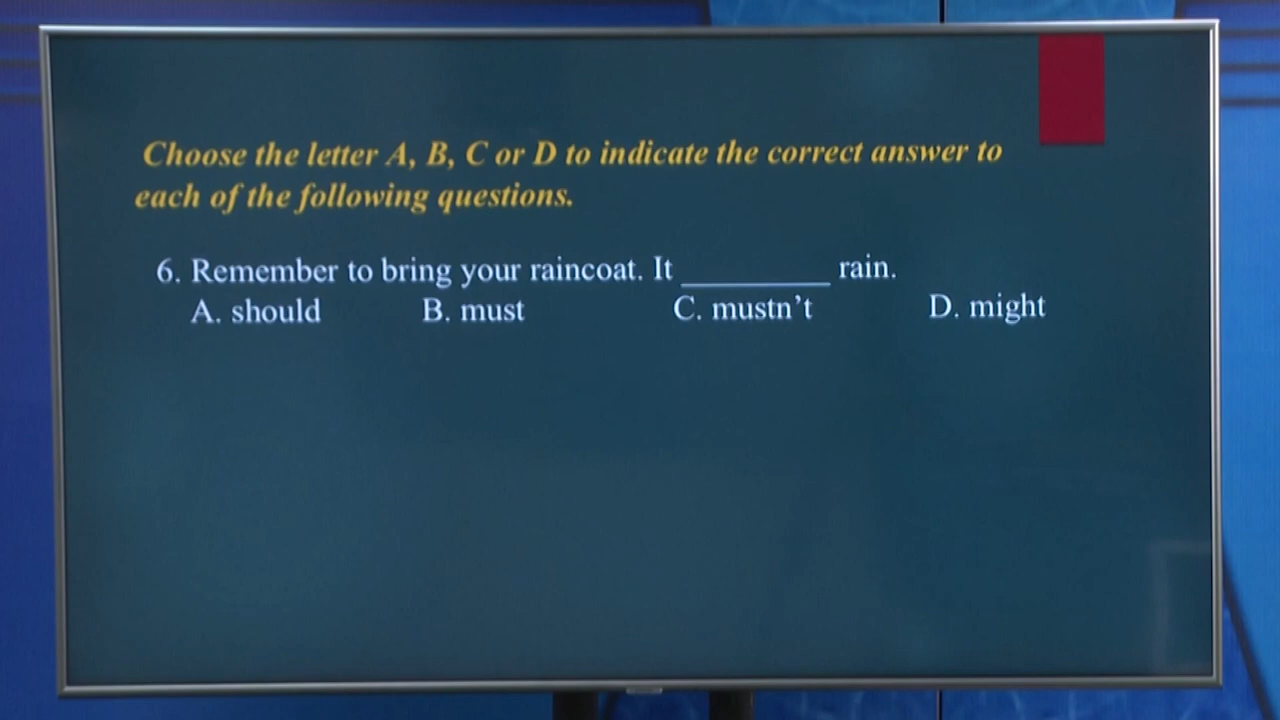 Choose the letter A, B, C or D to indicate the correct answer to
each of the following questions.
6. Remember to bring your raincoat. It __________ rain.
A. should B. must C. mustn't D. might